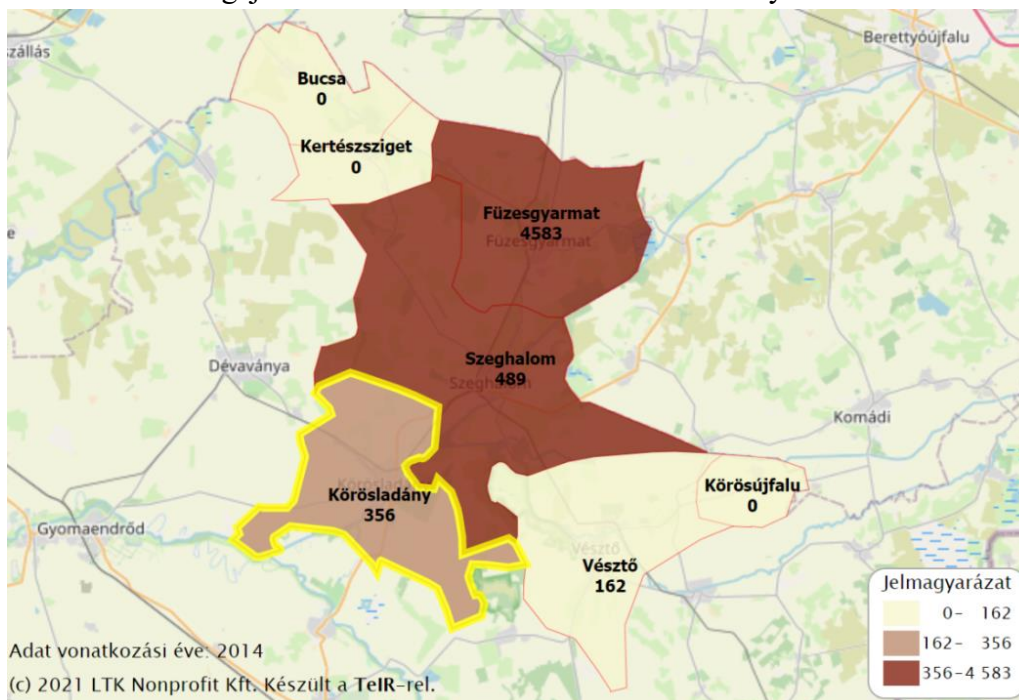 szállás
Berettyóújfalu
Bucsa
0
Kertészsziget
0
Füzesgyarmat
4583
Füzesgyarmat
Szeghalom
489
Szeghalom
Dévaványa
Komádi
Körösladány
356
Körösújfalu
0
Gyomaendrőd
Vésztő
Vésztő
162
Jelmagyarázat
0- 162
162- 356
356-4 583
Adat vonatkozási éve: 2014
(c) 2021 LTK Nonprofit Kft. Készült a TeIR-rel.